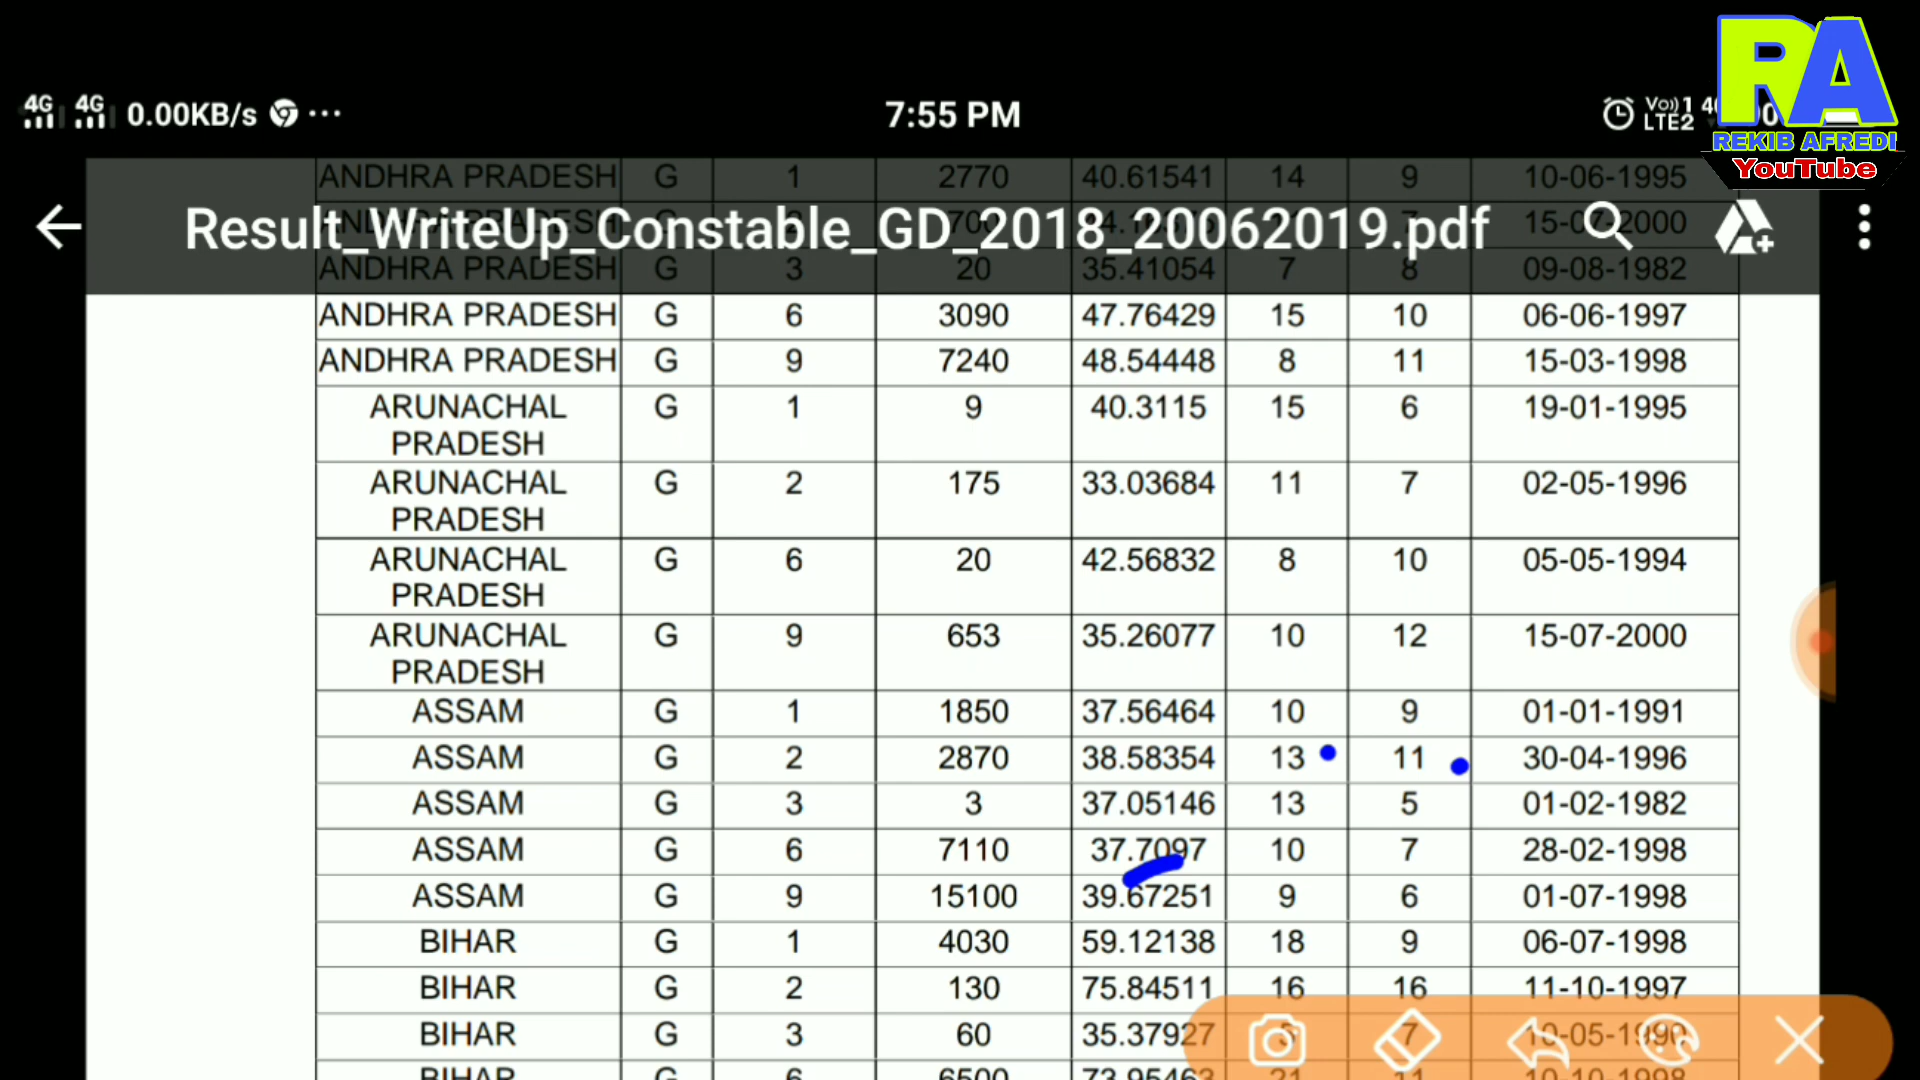 4G 4G 0.00KB/s ... 7:55 PM Vo)) 1 LTE2
RA
REKIB AFREDI
YouTube
Result_WriteUp_Constable_GD_2018_20062019.pdf
ANDHRA PRADESH G 1 2770 40.61541 14 9 10-06-1995
15-07-2000
ANDHRA PRADESH G 3 20 35.41054 7 8 09-08-1982
ANDHRA PRADESH G 6 3090 47.76429 15 10 06-06-1997
ANDHRA PRADESH G 9 7240 48.54448 8 11 15-03-1998
ARUNACHAL G 1 9 40.3115 15 6 19-01-1995
PRADESH
ARUNACHAL G 2 175 33.03684 11 7 02-05-1996
PRADESH
ARUNACHAL G 6 20 42.56832 8 10 05-05-1994
PRADESH
ARUNACHAL G 9 653 35.26077 10 12 15-07-2000
PRADESH
ASSAM G 1 1850 37.56464 10 9 01-01-1991
ASSAM G 2 2870 38.58354 13 11 30-04-1996
ASSAM G 3 3 37.05146 13 5 01-02-1982
ASSAM G 6 7110 37.7097 10 7 28-02-1998
ASSAM G 9 15100 39.67251 9 6 01-07-1998
BIHAR G 1 4030 59.12138 18 9 06-07-1998
BIHAR G 2 130 75.84511 16 16 11-10-1997
BIHAR G 3 60 35.37927 5 7 10-05-1990
BIHAR G 6 6500 73.95463 21 11 10-10-1998